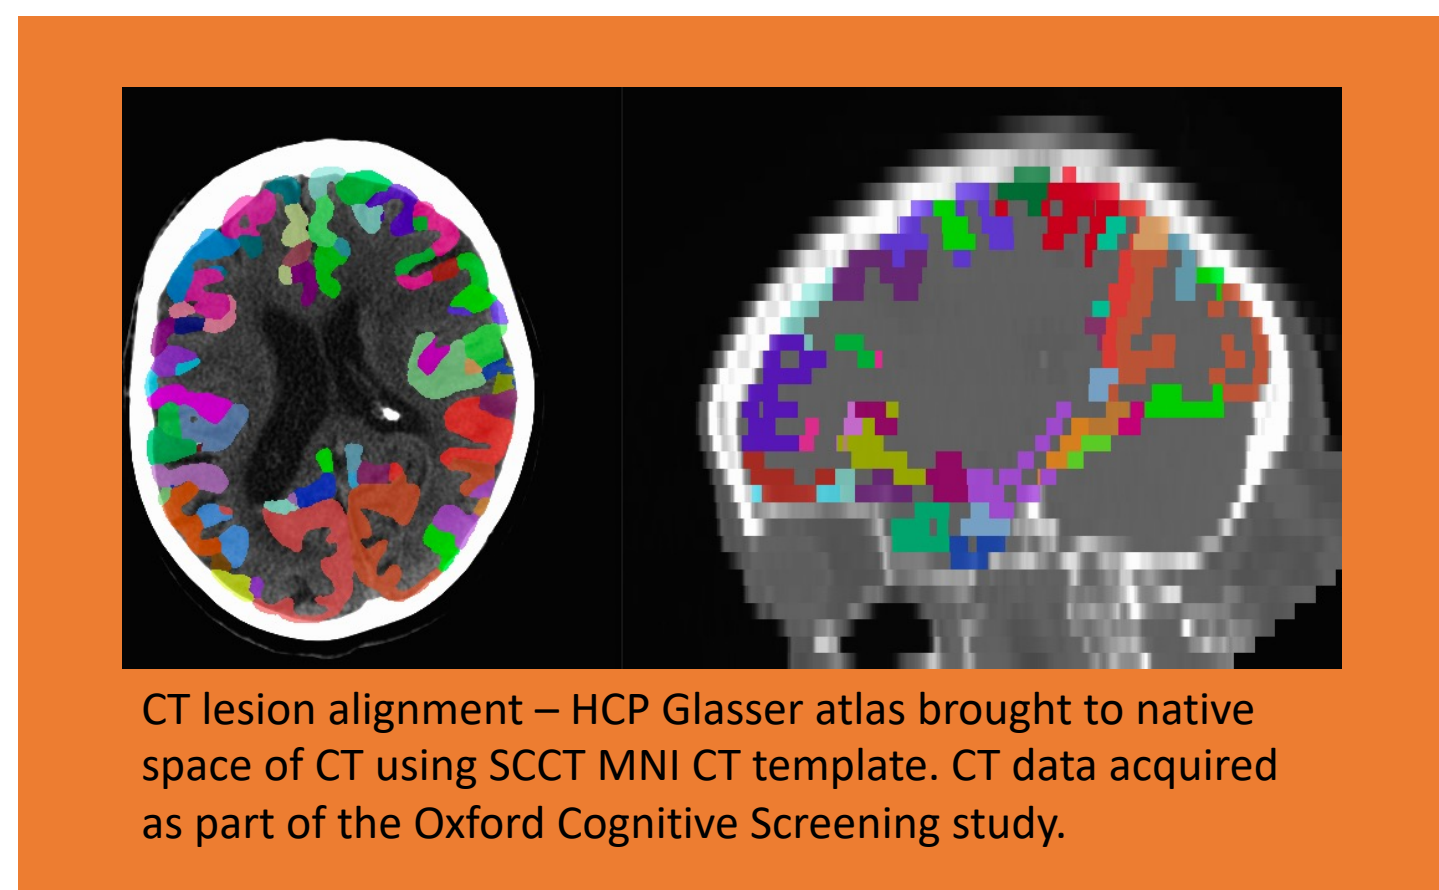 CT lesion alignment – HCP Glasser atlas brought to native
space of CT using SCCT MNI CT template. CT data acquired
as part of the Oxford Cognitive Screening study.